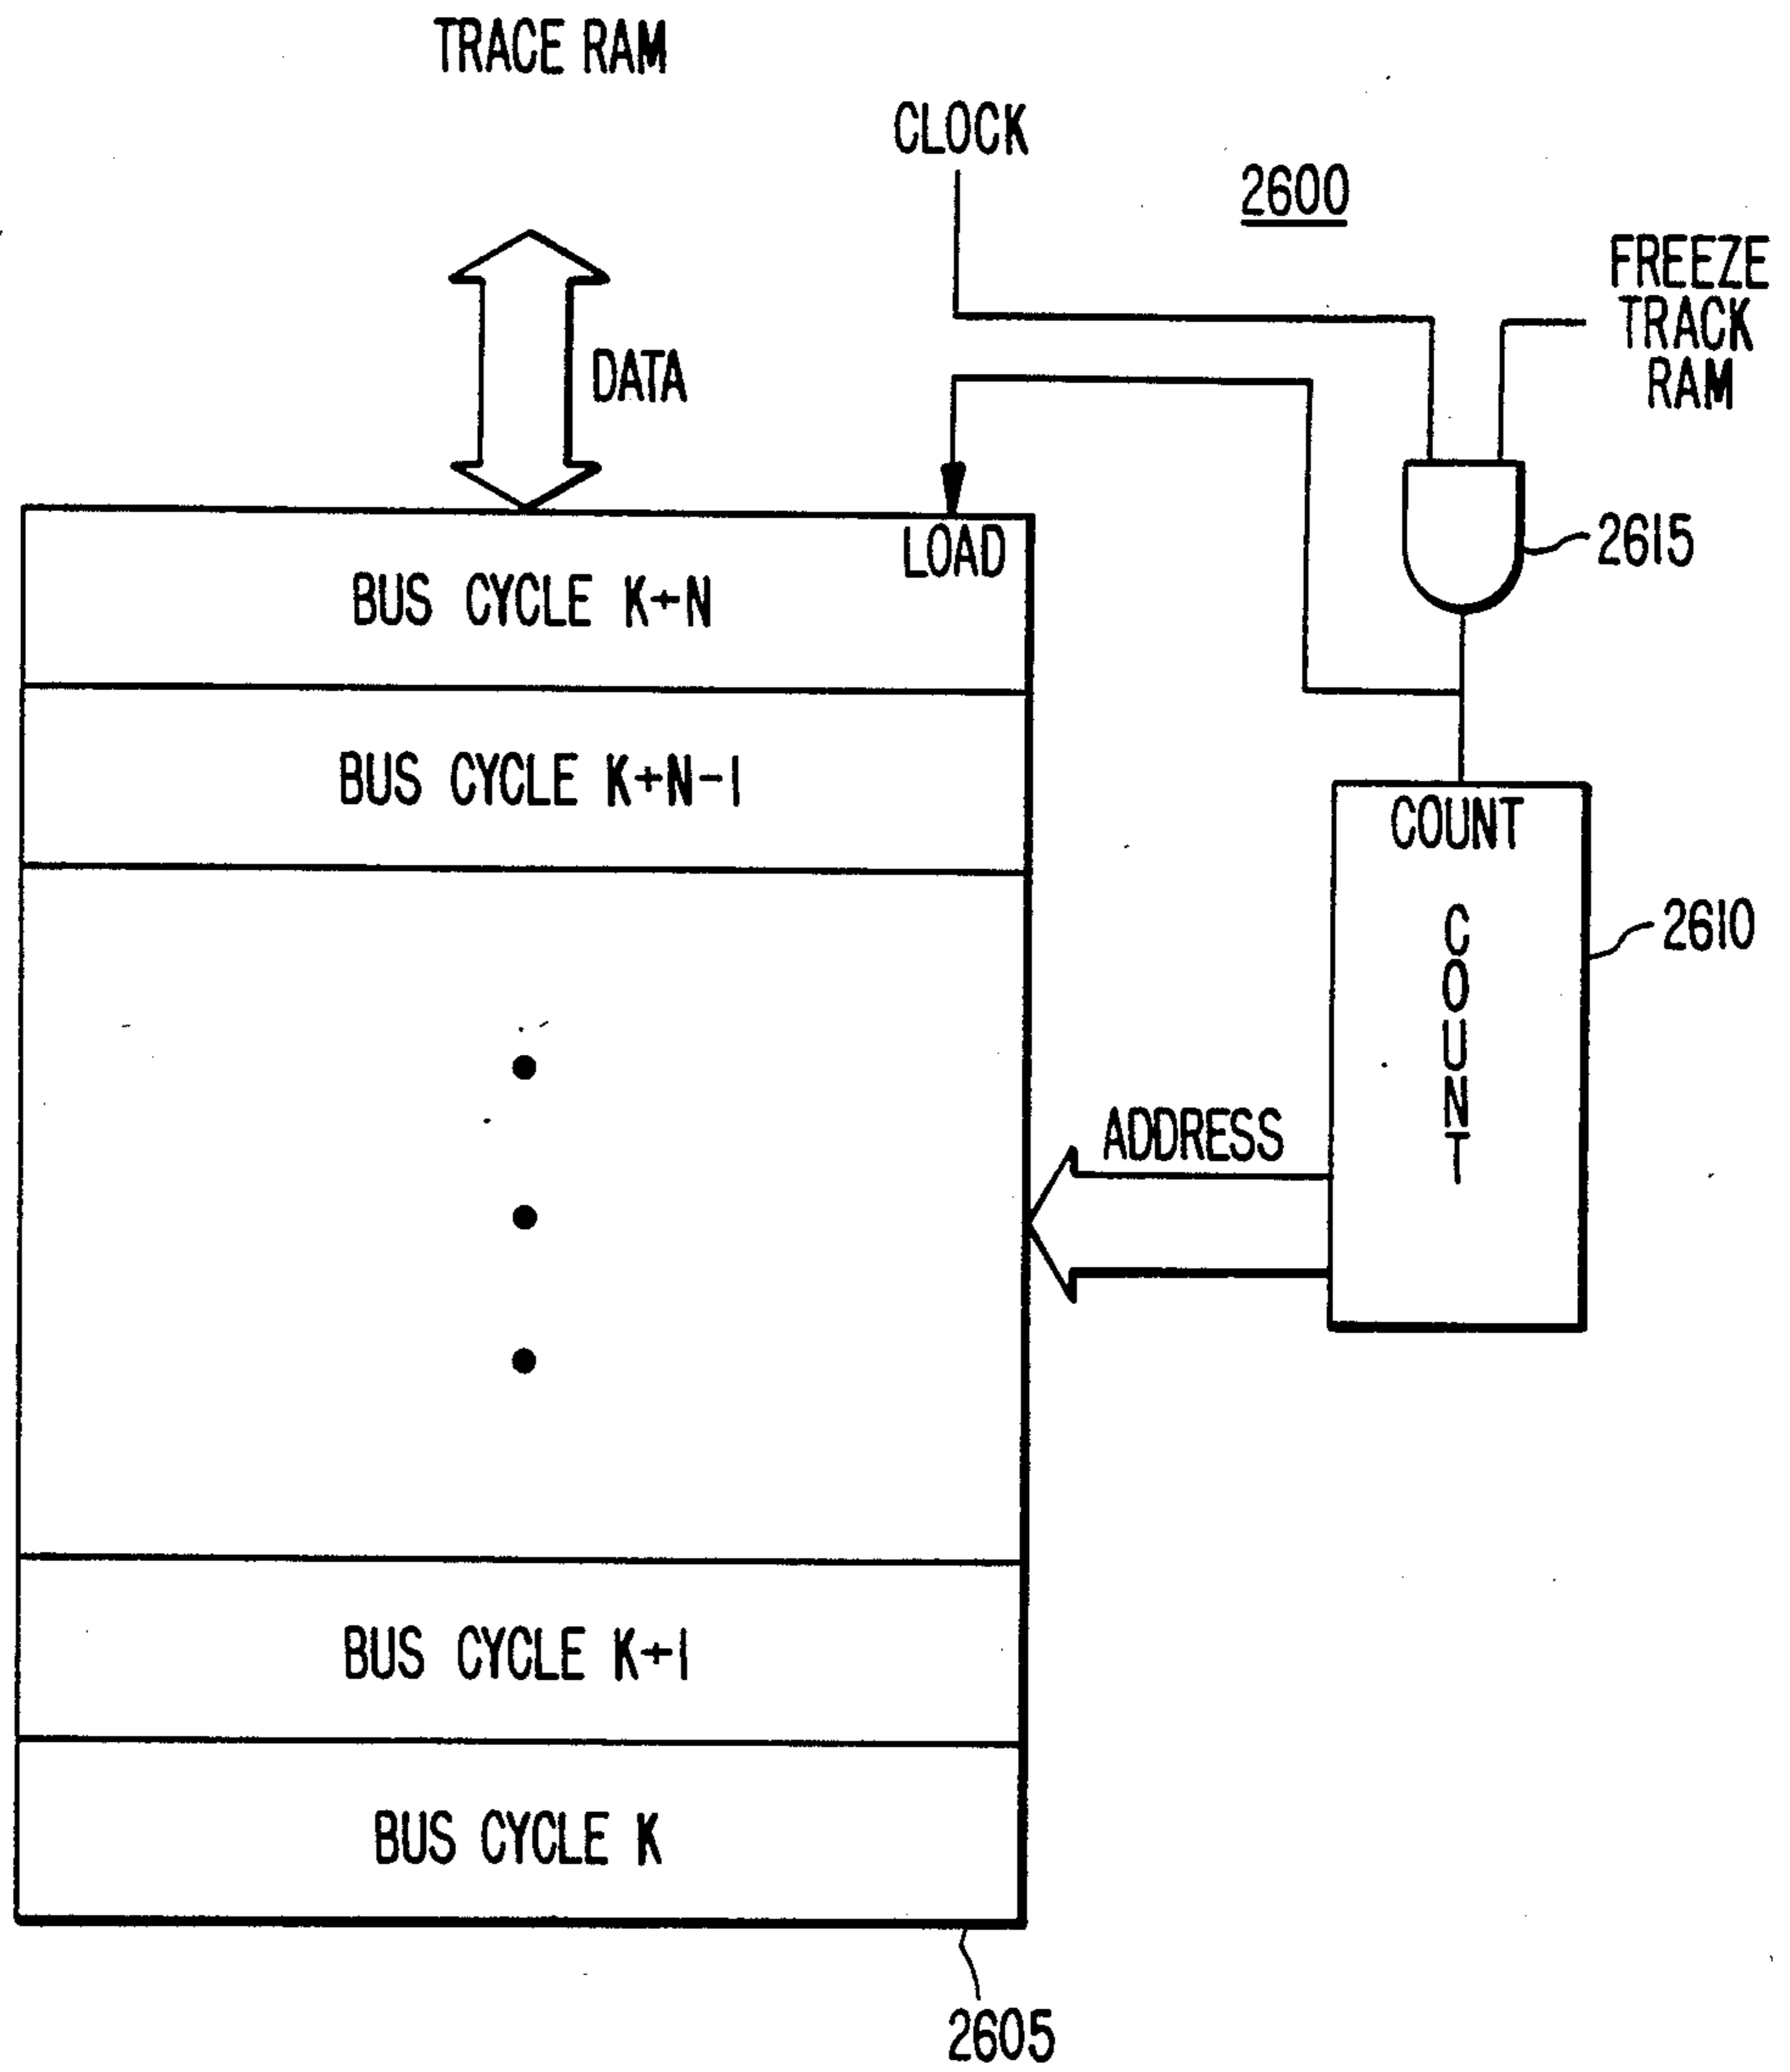 TRACE RAM
CLOCK
2600
FREEZE
TRACK
RAM
DATA
LOAD
2615
BUS CYCLE K+N
BUS CYCLE K+N-1
COUNT
COUNT
2610
ADDRESS
BUS CYCLE K+1
BUS CYCLE K
2605